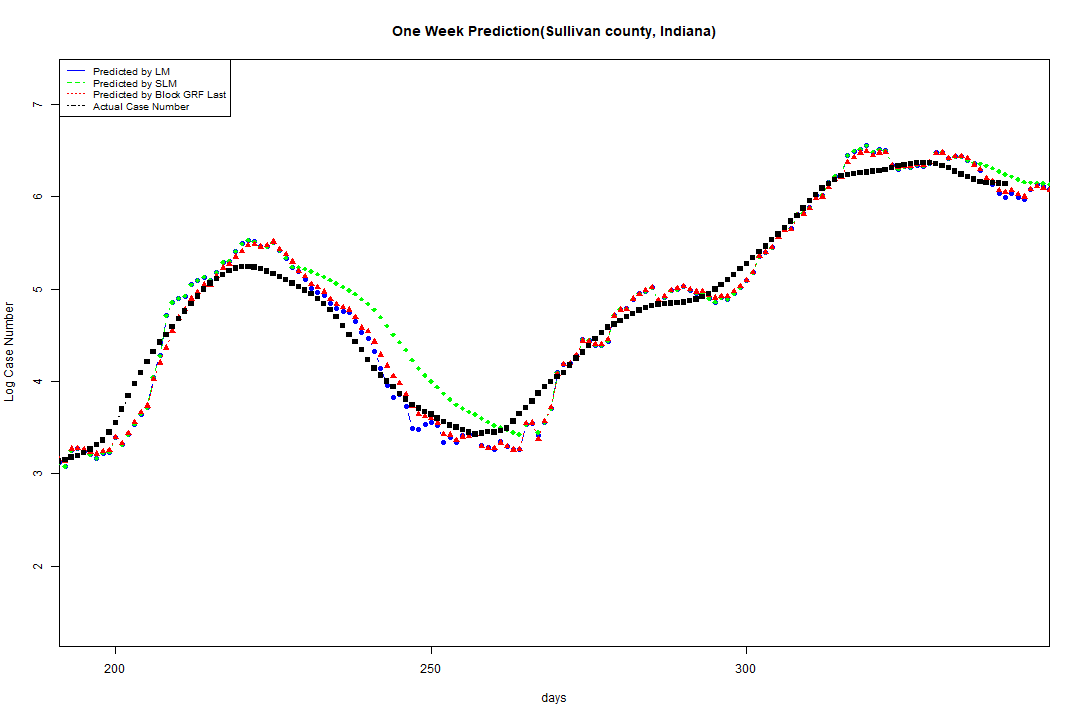 One Week Prediction(Sullivan county, Indiana)
Predicted by LM
Predicted by SLM
Predicted by Block GRF Last
Actual Case Number
7
6
5
4
3
2
Log Case Number
200
250
300
days